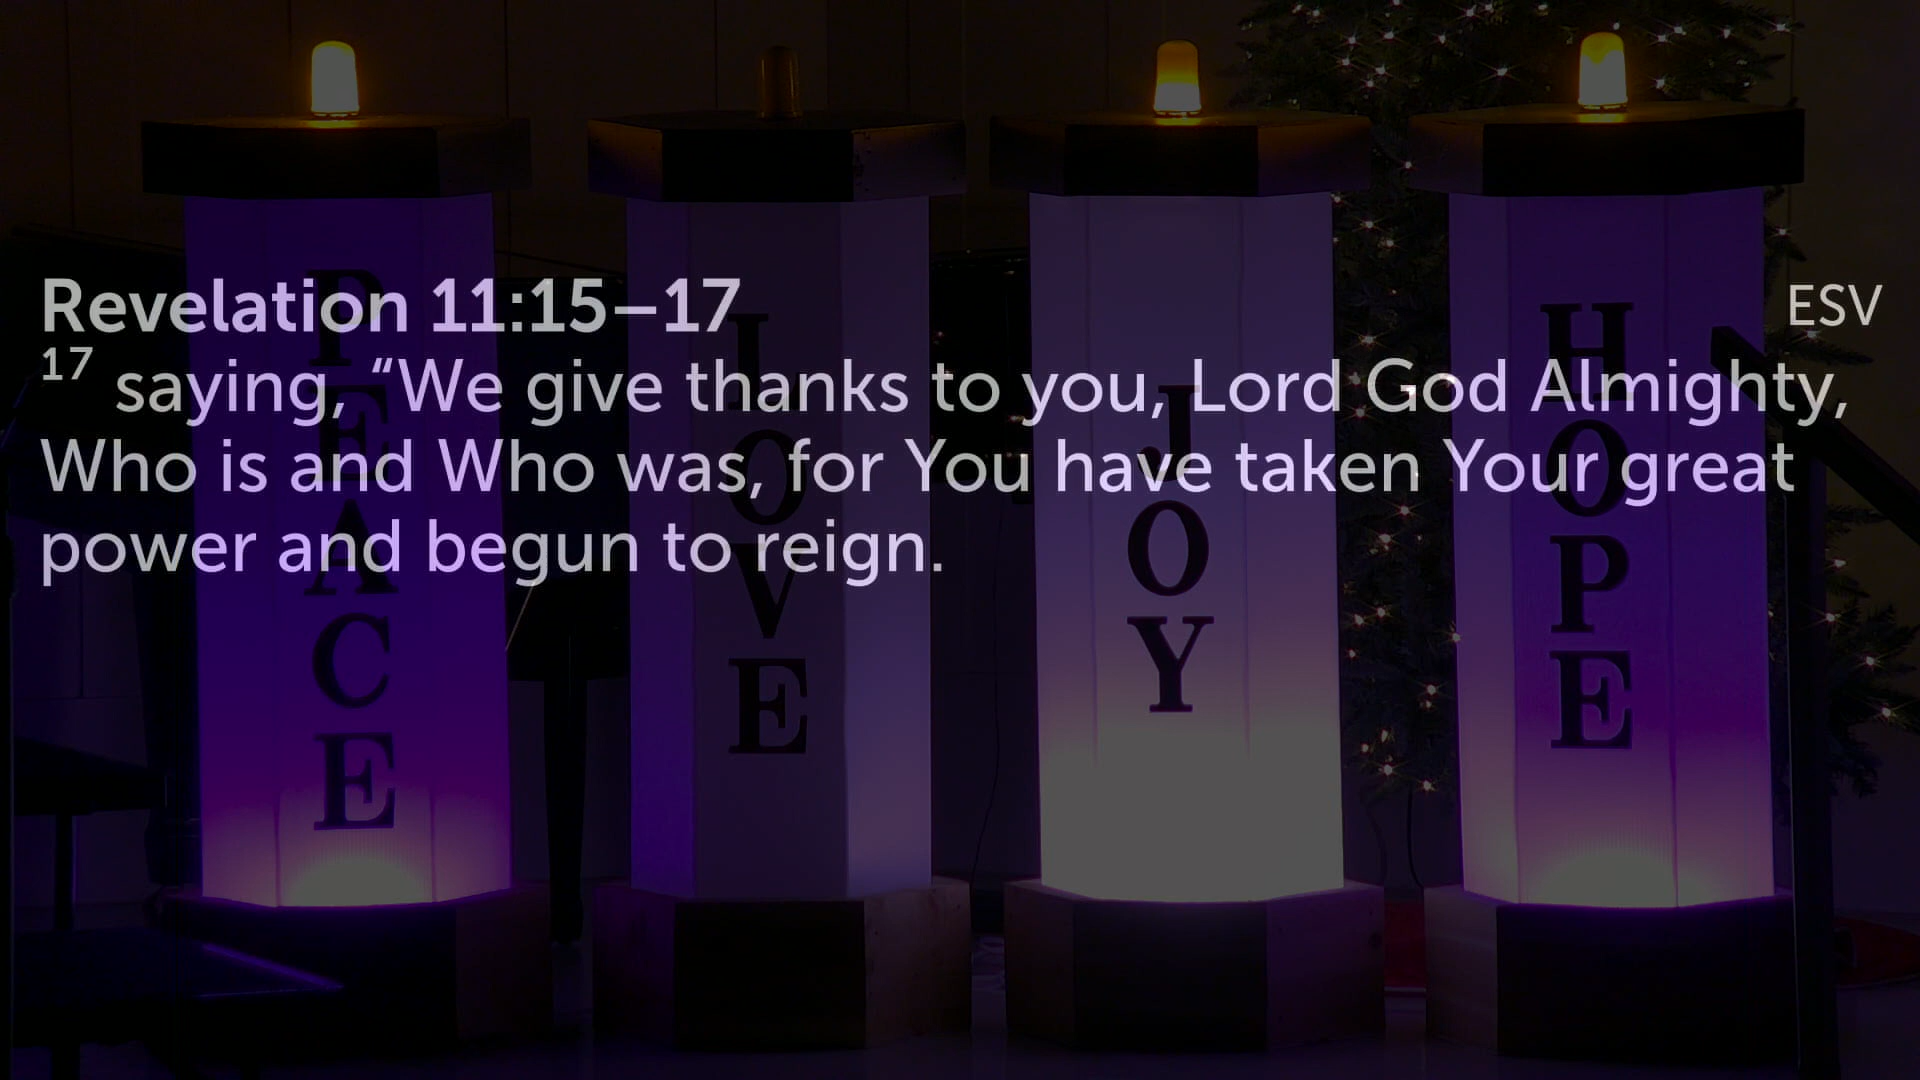 Revelation 11:15–17 ESV
17 saying, “We give thanks to you, Lord God Almighty,
Who is and Who was, for You have taken Your great
power and begun to reign.
PEACE
LOVE
JOY
HOPE